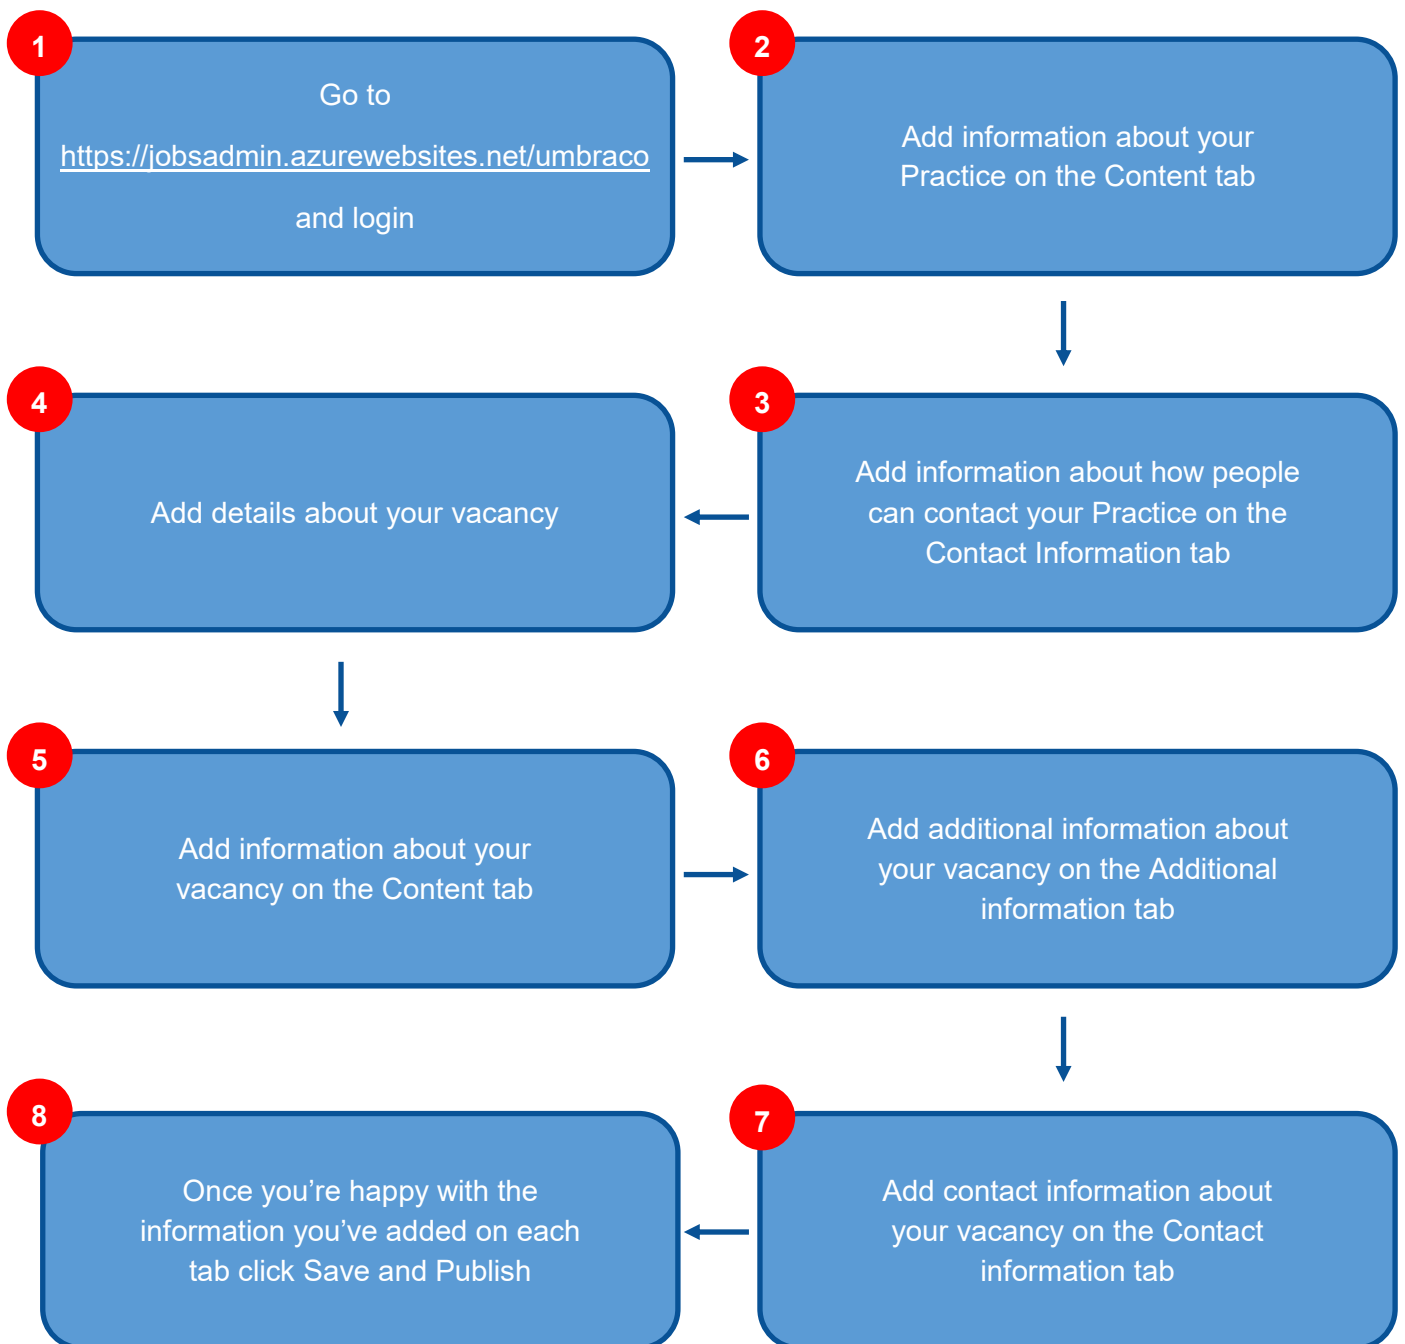 1
Go to
https://jobsadmin.azurewebsites.net/umbraco
and login
2
Add information about your
Practice on the Content tab
3
Add information about how people
can contact your Practice on the
Contact Information tab
4
Add details about your vacancy
5
Add information about your
vacancy on the Content tab
6
Add additional information about
your vacancy on the Additional
information tab
7
Add contact information about
your vacancy on the Contact
information tab
8
Once you’re happy with the
information you’ve added on each
tab click Save and Publish